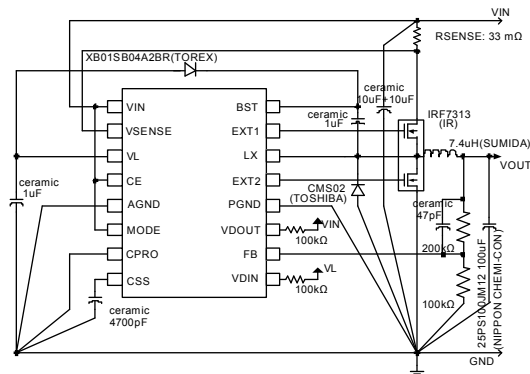 VIN
RSENSE: 33 mΩ
XB01SB04A2BR(TOREX)
ceramic
10uF+10uF
IRF7313
(IR)
ceramic
1uF
7.4uH(SUMIDA)
VOUT
VIN
VSENSE
VL
CE
AGND
MODE
CPRO
CSS
BST
EXT1
LX
EXT2
PGND
VDOUT
FB
VDIN
ceramic
1uF
CMS02
(TOSHIBA)
VIN
100kΩ
VL
100kΩ
ceramic
47pF
200kΩ
100kΩ
25PS100JM12 100uF
(NIPPON CHEMI-CON)
ceramic
4700pF
GND